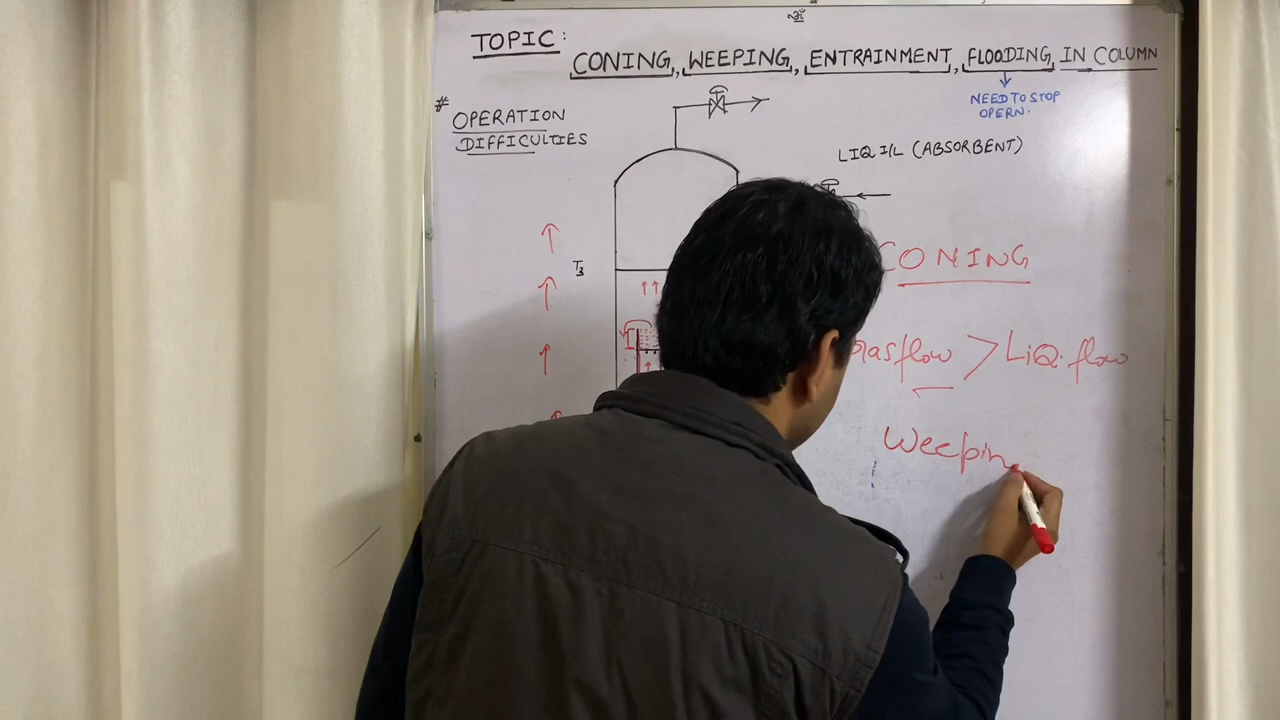 ॐ
TOPIC:
CONING, WEEPING, ENTRAINMENT, FLOODING, IN COLUMN
NEED TO STOP
OPERN.
#
OPERATION
DIFFICULTIES
LIQ I/L (ABSORBENT)
T3
CONING
Gas flow > LiQ. flow
Weepin